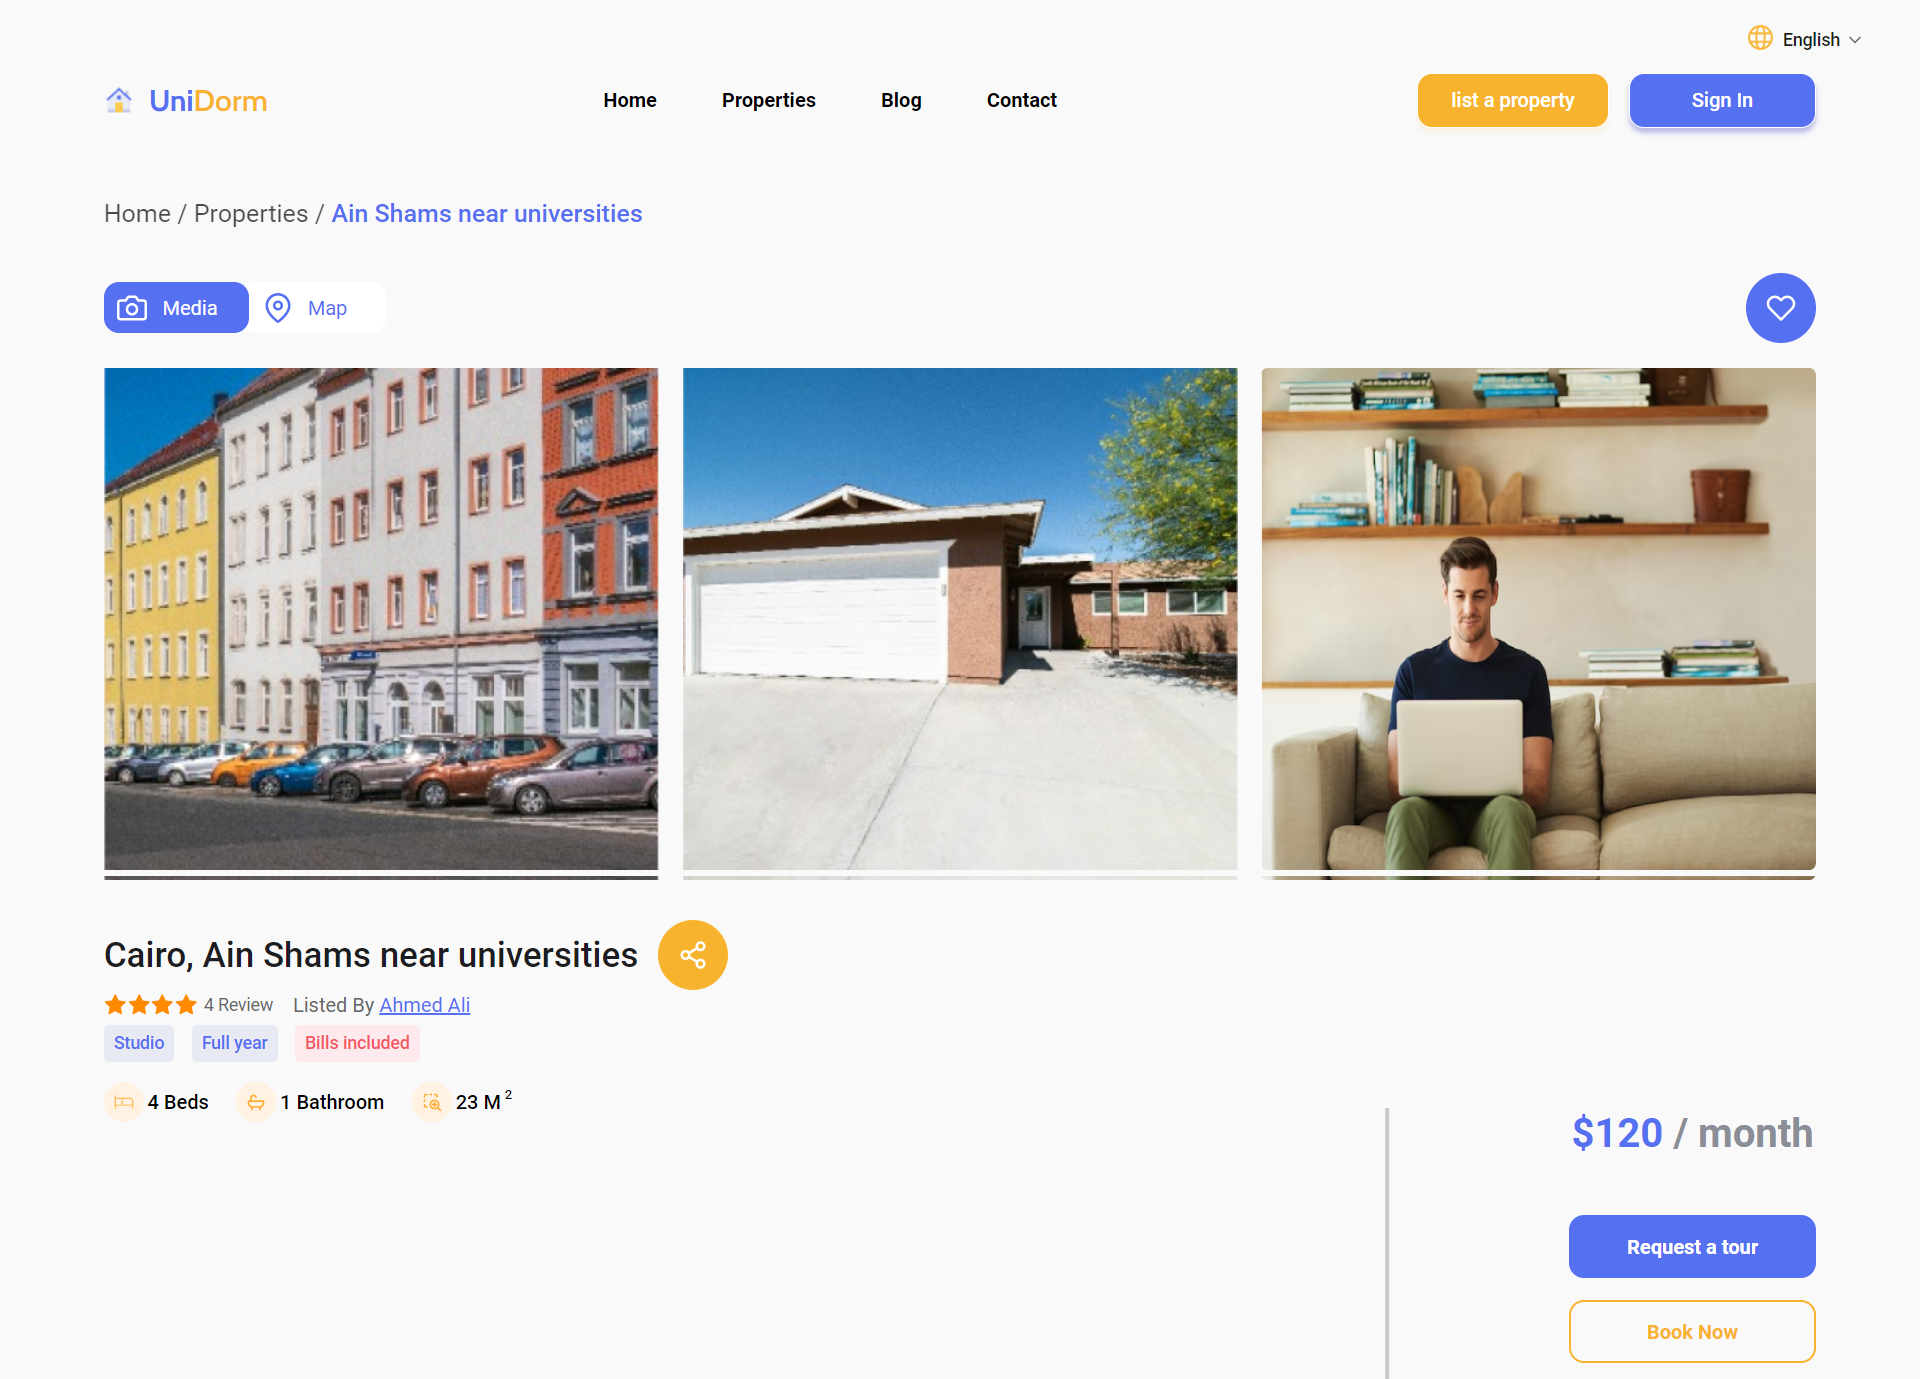 English
UniDorm
Home Properties Blog Contact
list a property Sign In
Home / Properties / Ain Shams near universities
Media Map
Cairo, Ain Shams near universities
4 Review Listed By Ahmed Ali
Studio Full year Bills included
4 Beds 1 Bathroom 23 M 2
$120 / month
Request a tour
Book Now